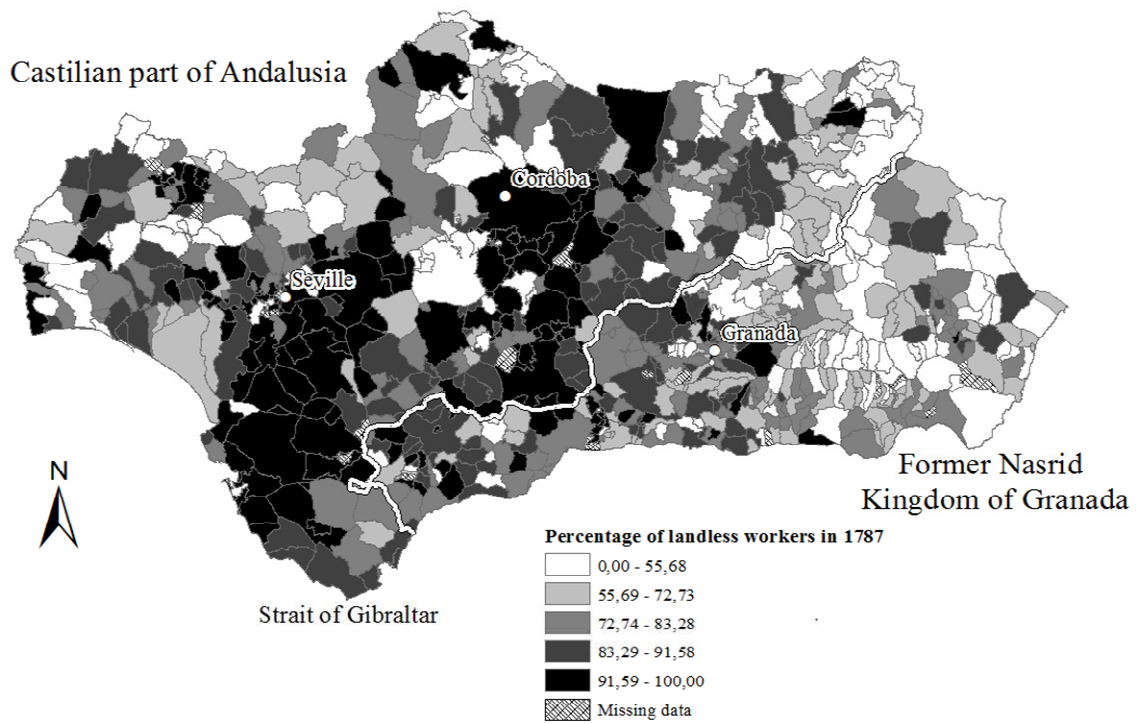 Castilian part of Andalusia
Cordoba
Seville
Granada
N
Former Nasrid
Kingdom of Granada
Strait of Gibraltar
Percentage of landless workers in 1787
0,00 - 55,68
55,69 - 72,73
72,74 - 83,28
83,29 - 91,58
91,59 - 100,00
Missing data